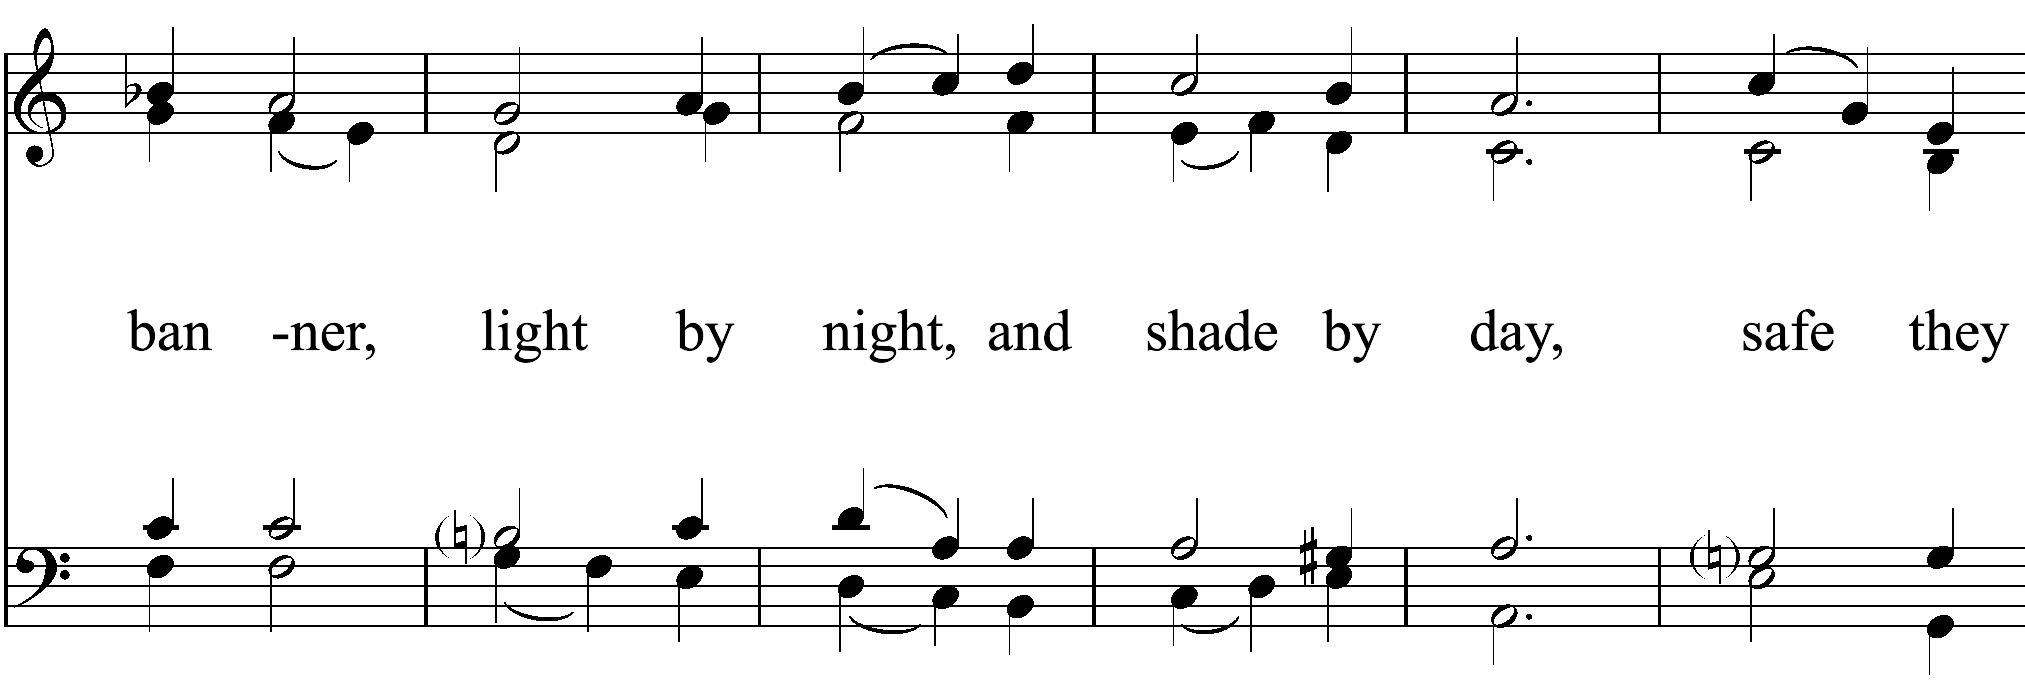 ban -ner, light by night, and shade by day, safe they